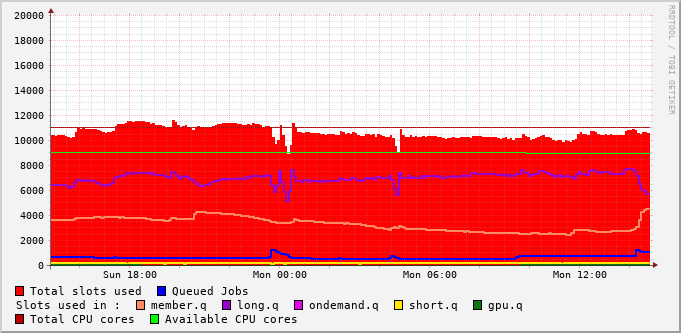 20000
18000
16000
14000
12000
10000
8000
6000
4000
2000
0
Sun 18:00 Mon 00:00 Mon 06:00 Mon 12:00
RRDTOOL / TOBI OETIKER
Total slots used Queued Jobs
Slots used in : member.q long.q ondemand.q short.q gpu.q
Total CPU cores Available CPU cores